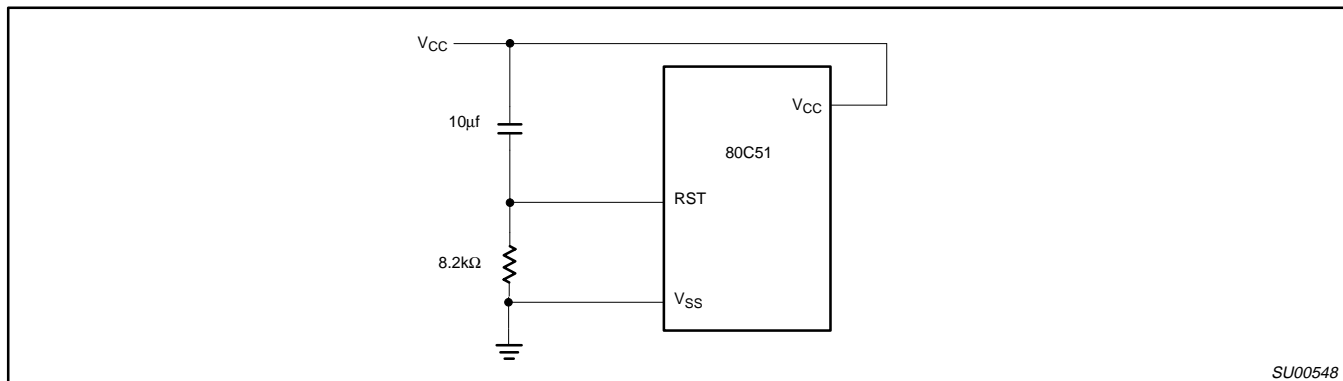 VCC
VCC
10µf
80C51
RST
8.2kΩ
VSS
SU00548